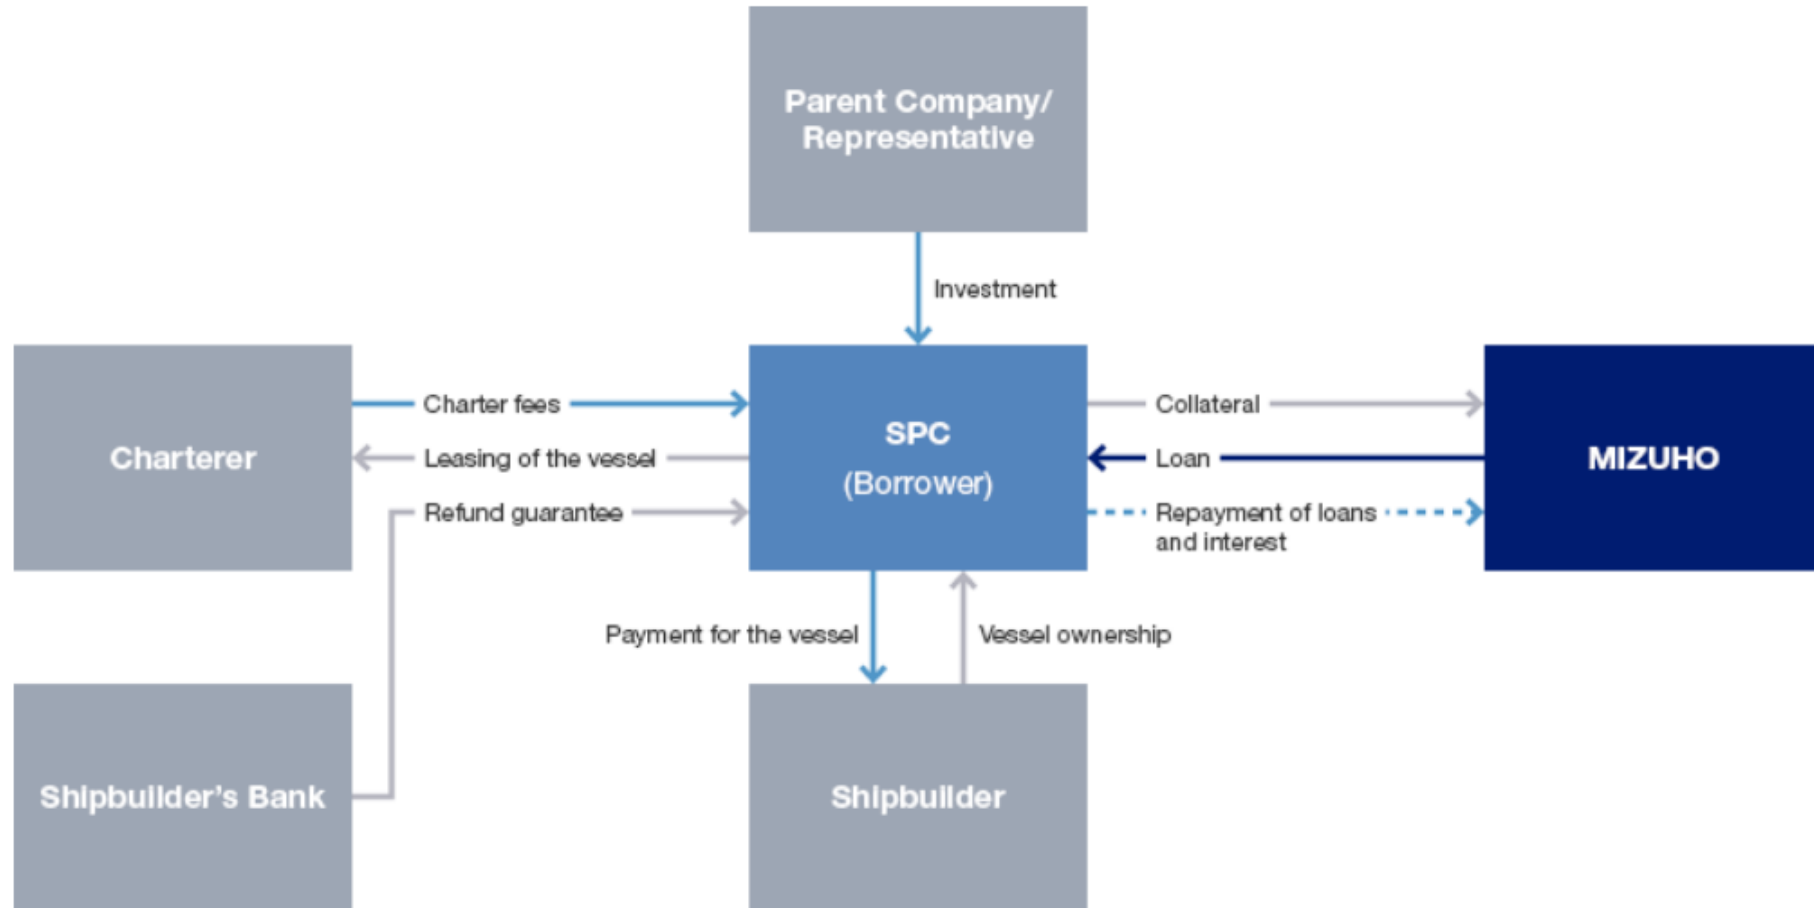 Parent Company/
Representative
Investment
Charterer
Charter fees
Leasing of the vessel
Refund guarantee
SPC
(Borrower)
Collateral
Loan
Repayment of loans
and interest
MIZUHO
Payment for the vessel
Vessel ownership
Shipbuilder's Bank
Shipbuilder